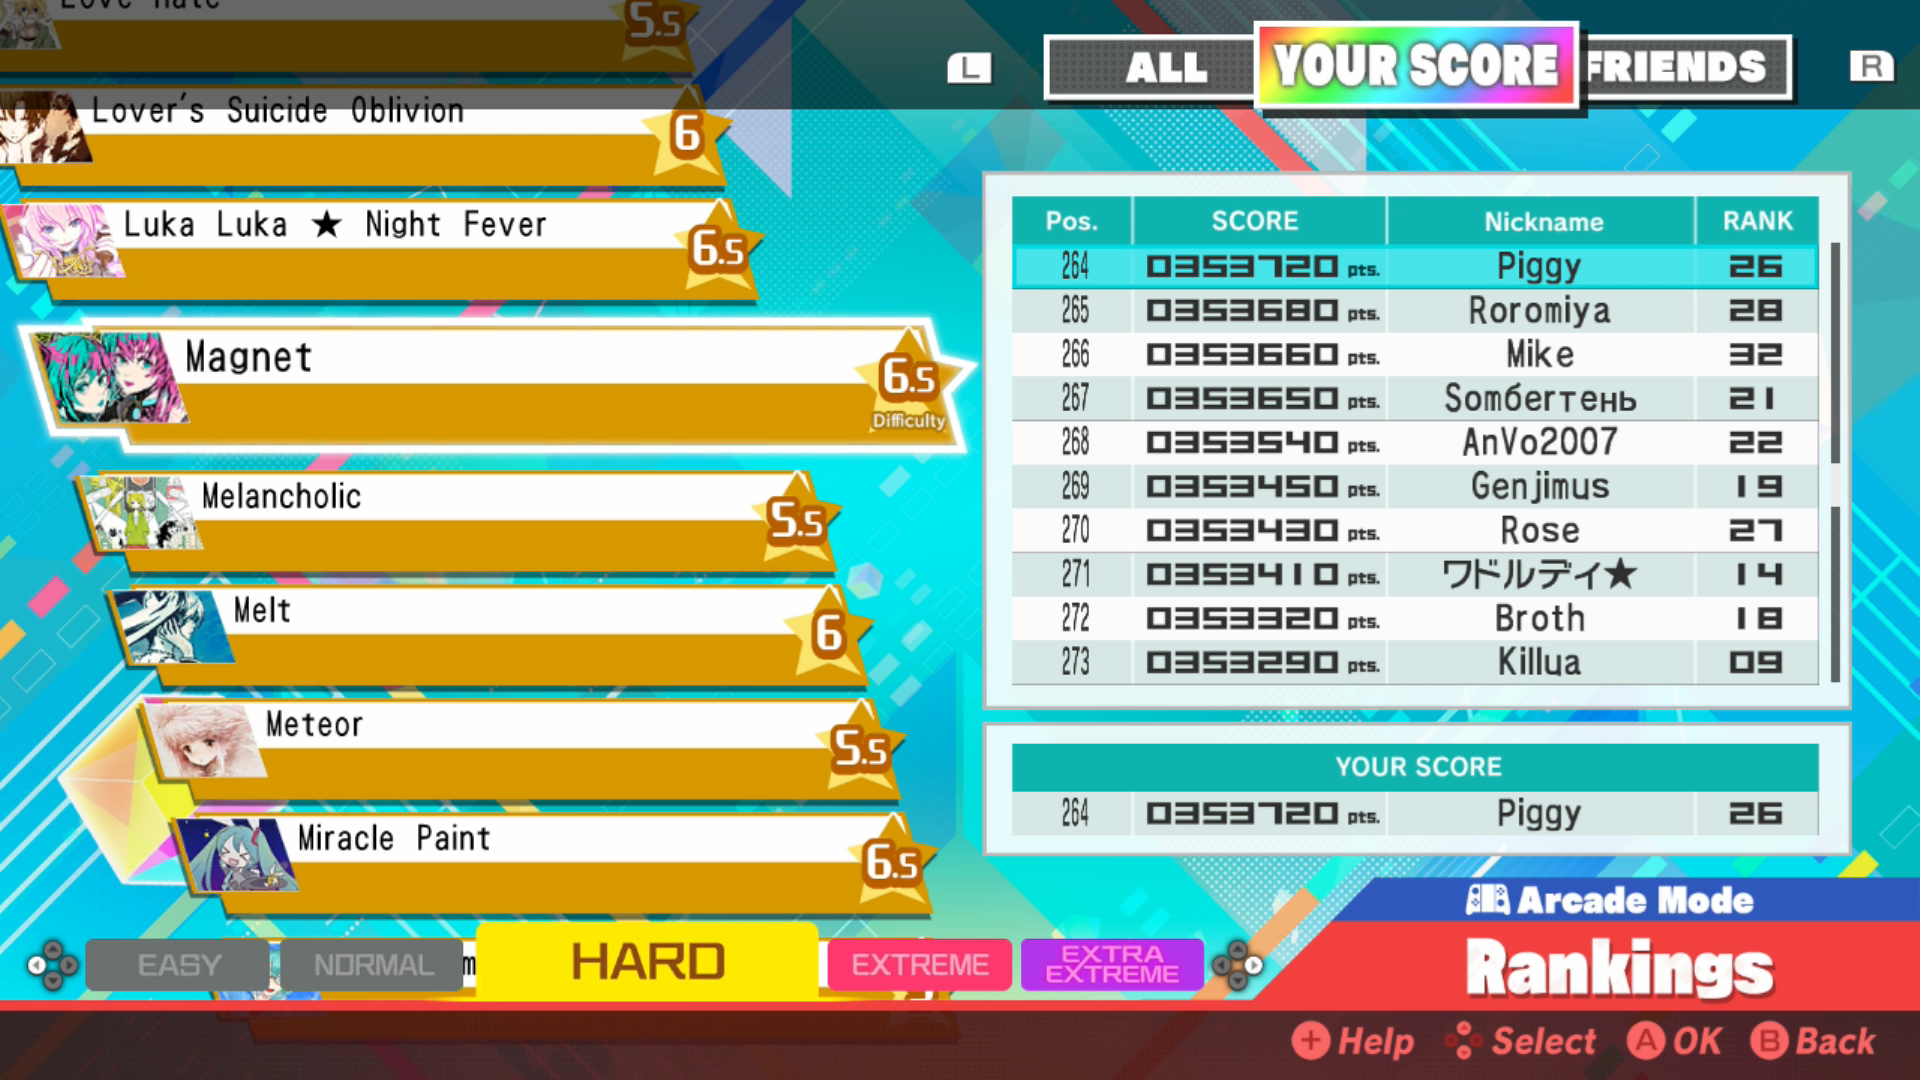 Love hate
5.5
L
ALL
YOUR SCORE
FRIENDS
R
Lover's Suicide Oblivion
6
Luka Luka ★ Night Fever
6.5
Magnet
6.5
Difficulty
Melancholic
5.5
Melt
6
Meteor
5.5
Miracle Paint
6.5
Pos. SCORE Nickname RANK
264 0353720 pts. Piggy 26
265 0353680 pts. Roromiya 28
266 0353660 pts. Mike 32
267 0353650 pts. Somбегтень 21
268 0353540 pts. AnVo2007 22
269 0353450 pts. Genjimus 19
270 0353430 pts. Rose 27
271 0353410 pts. ワドルディ★ 14
272 0353320 pts. Broth 18
273 0353290 pts. Killua 09
YOUR SCORE
264 0353720 pts. Piggy 26
Arcade Mode
Rankings
EASY
NORMAL
HARD
EXTREME
EXTRA
EXTREME
+ Help
Select
A OK
B Back